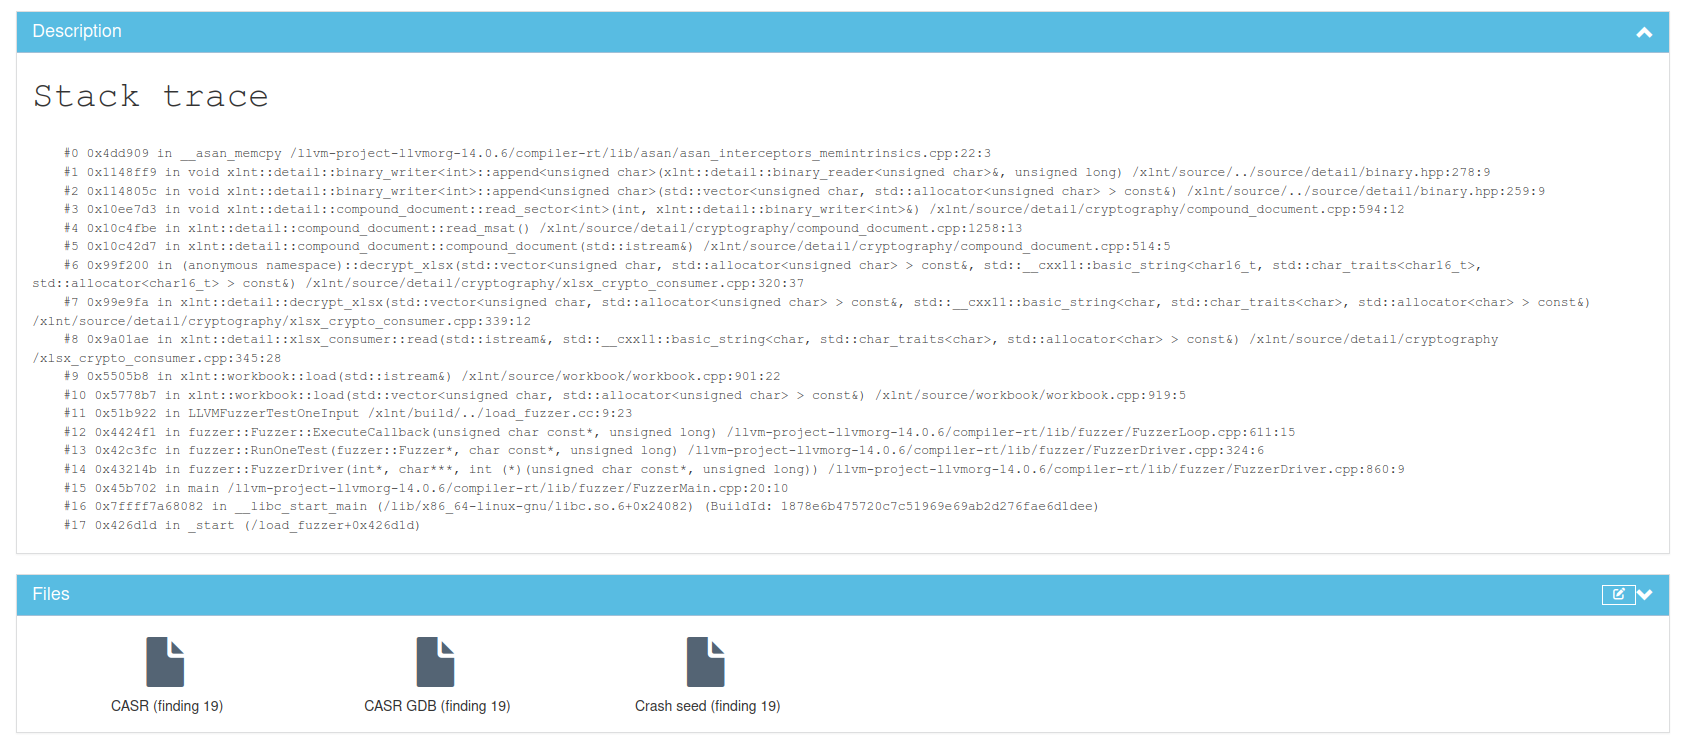 Description
Stack trace
#0 0x4dd909 in __asan_memcpy /llvm-project-llvmorg-14.0.6/compiler-rt/lib/asan/asan_interceptors_memintrinsics.cpp:22:3
#1 0x1148ff9 in void xlnt::detail::binary_writer<int>::append<unsigned char>(xlnt::detail::binary_reader<unsigned char>&, unsigned long) /xlnt/source/../source/detail/binary.hpp:278:9
#2 0x114805c in void xlnt::detail::binary_writer<int>::append<unsigned char>(std::vector<unsigned char, std::allocator<unsigned char> > const&) /xlnt/source/../source/detail/binary.hpp:259:9
#3 0x10ee7d3 in void xlnt::detail::compound_document::read_sector<int>(int, xlnt::detail::binary_writer<int>&) /xlnt/source/detail/cryptography/compound_document.cpp:594:12
#4 0x10c4fbe in xlnt::detail::compound_document::read_msat() /xlnt/source/detail/cryptography/compound_document.cpp:1258:13
#5 0x10c42d7 in xlnt::detail::compound_document::compound_document(std::istream&) /xlnt/source/detail/cryptography/compound_document.cpp:514:5
#6 0x99f200 in (anonymous namespace)::decrypt_xlsx(std::vector<unsigned char, std::allocator<unsigned char> > const&, std::__cxx11::basic_string<char16_t, std::char_traits<char16_t>,
std::allocator<char16_t> > const&) /xlnt/source/detail/cryptography/xlsx_crypto_consumer.cpp:320:37
#7 0x99e9fa in xlnt::detail::decrypt_xlsx(std::vector<unsigned char, std::allocator<unsigned char> > const&, std::__cxx11::basic_string<char, std::char_traits<char>, std::allocator<char> > const&)
/xlnt/source/detail/cryptography/xlsx_crypto_consumer.cpp:339:12
#8 0x9a01ae in xlnt::detail::xlsx_consumer::read(std::istream&, std::__cxx11::basic_string<char, std::char_traits<char>, std::allocator<char> > const&) /xlnt/source/detail/cryptography
/xlsx_crypto_consumer.cpp:345:28
#9 0x5505b8 in xlnt::workbook::load(std::istream&) /xlnt/source/workbook/workbook.cpp:901:22
#10 0x5778b7 in xlnt::workbook::load(std::vector<unsigned char, std::allocator<unsigned char> > const&) /xlnt/source/workbook/workbook.cpp:919:5
#11 0x51b922 in LLVMFuzzerTestOneInput /xlnt/build/../load_fuzzer.cc:9:23
#12 0x4424f1 in fuzzer::Fuzzer::ExecuteCallback(unsigned char const*, unsigned long) /llvm-project-llvmorg-14.0.6/compiler-rt/lib/fuzzer/FuzzerLoop.cpp:611:15
#13 0x42c3fc in fuzzer::RunOneTest(fuzzer::Fuzzer*, char const*, unsigned long) /llvm-project-llvmorg-14.0.6/compiler-rt/lib/fuzzer/FuzzerDriver.cpp:324:6
#14 0x43214b in fuzzer::FuzzerDriver(int*, char***, int (*)(unsigned char const*, unsigned long)) /llvm-project-llvmorg-14.0.6/compiler-rt/lib/fuzzer/FuzzerDriver.cpp:860:9
#15 0x45b702 in main /llvm-project-llvmorg-14.0.6/compiler-rt/lib/fuzzer/FuzzerMain.cpp:20:10
#16 0x7ffff7a68082 in __libc_start_main (/lib/x86_64-linux-gnu/libc.so.6+0x24082) (BuildId: 1878e6b475720c7c51969e69ab2d276fae6d1dee)
#17 0x426d1d in _start (/load_fuzzer+0x426d1d)
Files
CASR (finding 19)
CASR GDB (finding 19)
Crash seed (finding 19)